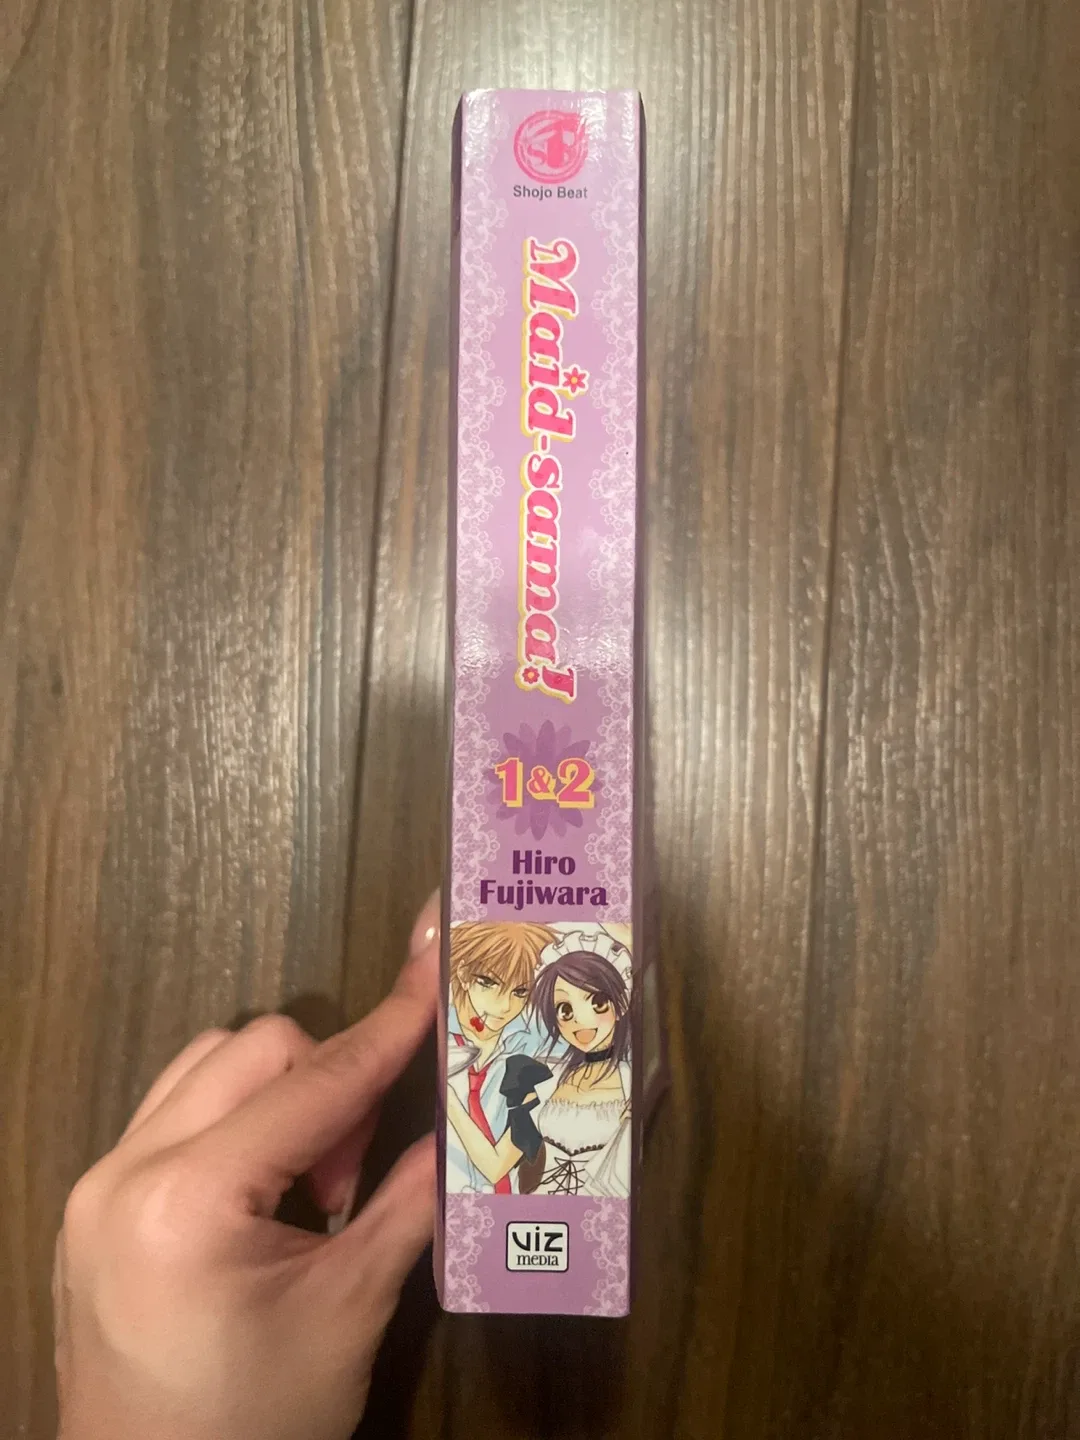 Shojo Beat
Maid-sama!
1 & 2
Hiro
Fujiwara
VIZ
MEDIA